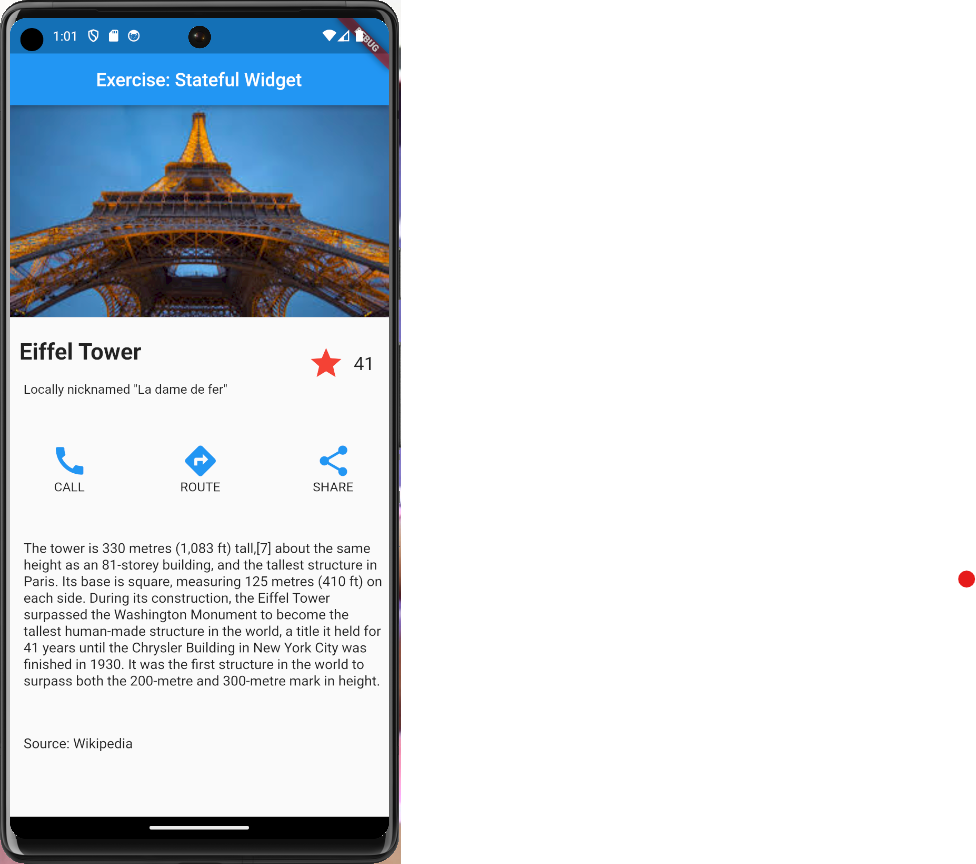 1:01
DEBUG
Exercise: Stateful Widget
Eiffel Tower
41
Locally nicknamed "La dame de fer"
CALL
ROUTE
SHARE
The tower is 330 metres (1,083 ft) tall,[7] about the same
height as an 81-storey building, and the tallest structure in
Paris. Its base is square, measuring 125 metres (410 ft) on
each side. During its construction, the Eiffel Tower
surpassed the Washington Monument to become the
tallest human-made structure in the world, a title it held for
41 years until the Chrysler Building in New York City was
finished in 1930. It was the first structure in the world to
surpass both the 200-metre and 300-metre mark in height.
Source: Wikipedia